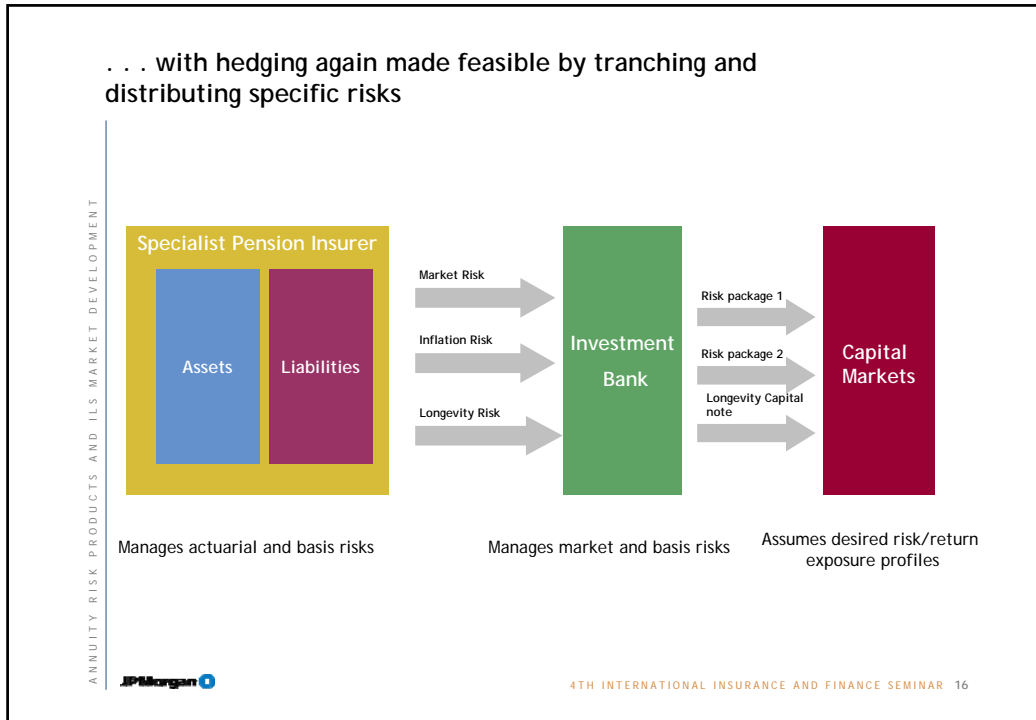 . . . with hedging again made feasible by tranching and
distributing specific risks
ANNUITY RISK PRODUCTS AND ILS MARKET DEVELOPMENT
Specialist Pension Insurer
Assets
Liabilities
Market Risk
Inflation Risk
Longevity Risk
Investment
Bank
Risk package 1
Risk package 2
Longevity Capital
note
Capital
Markets
Manages actuarial and basis risks
Manages market and basis risks
Assumes desired risk/return
exposure profiles
JPMorgan
4TH INTERNATIONAL INSURANCE AND FINANCE SEMINAR 16